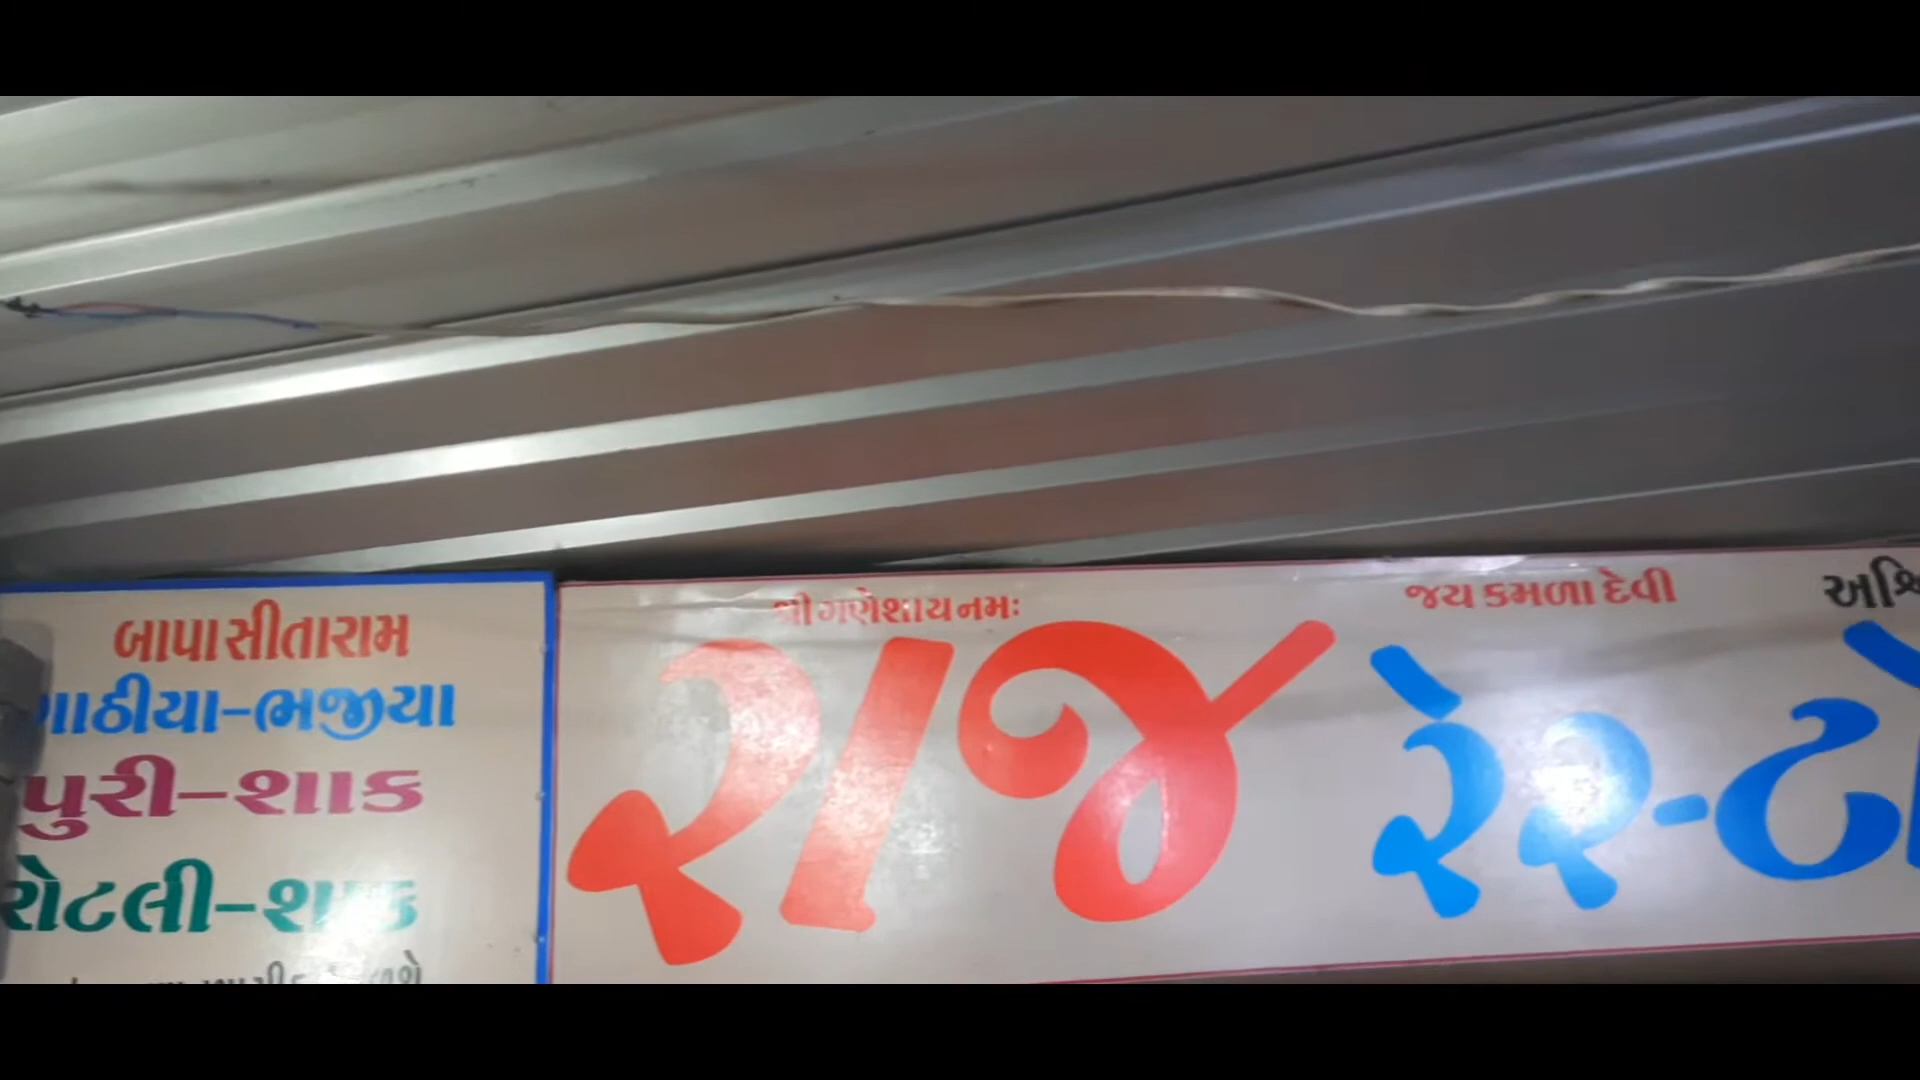 બાપા સીતારામ
ગાઠીયા-ભજીયા
પુરી-શાક
રોટલી-શાક
શ્રી ગણેશાય નમઃ
જય કમળા દેવી
રાજ રેસ્ટો